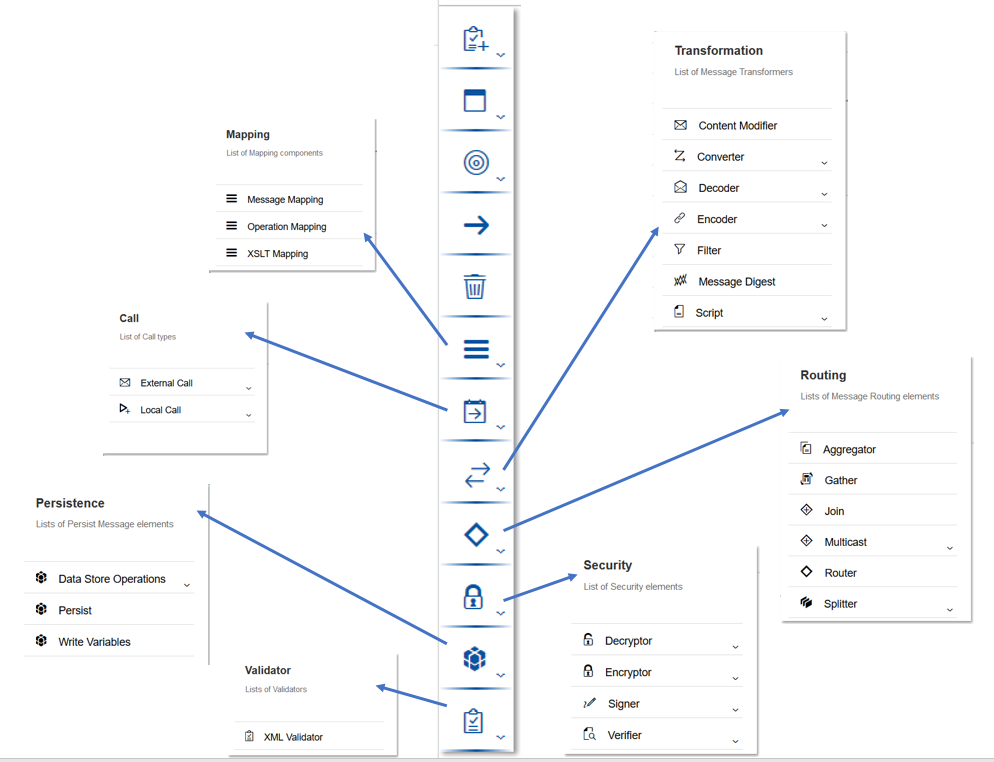 Mapping
List of Mapping components
Message Mapping
Operation Mapping
XSLT Mapping
Call
List of Call types
External Call
Local Call
Persistence
Lists of Persist Message elements
Data Store Operations
Persist
Write Variables
Validator
Lists of Validators
XML Validator
Transformation
List of Message Transformers
Content Modifier
Converter
Decoder
Encoder
Filter
Message Digest
Script
Routing
Lists of Message Routing elements
Aggregator
Gather
Join
Multicast
Router
Splitter
Security
List of Security elements
Decryptor
Encryptor
Signer
Verifier